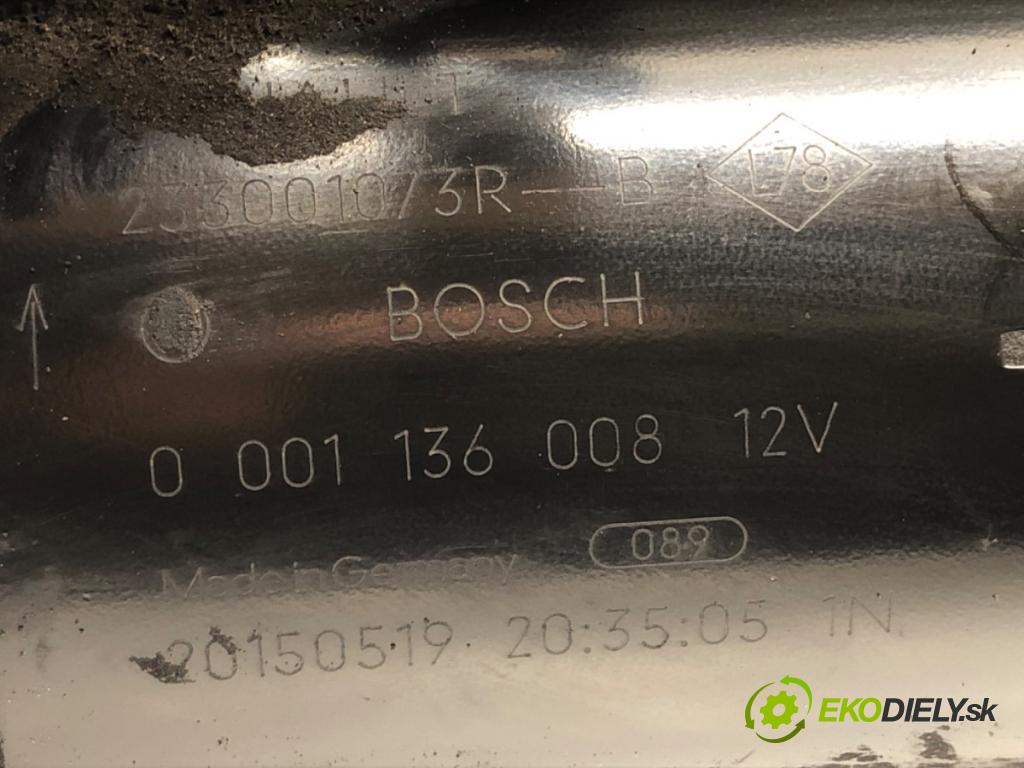 233001073R—B L78
BOSCH
0 001 136 008 12V
089
Made in Germany
20150519 20:35:05 1N
EKODIELY.sk